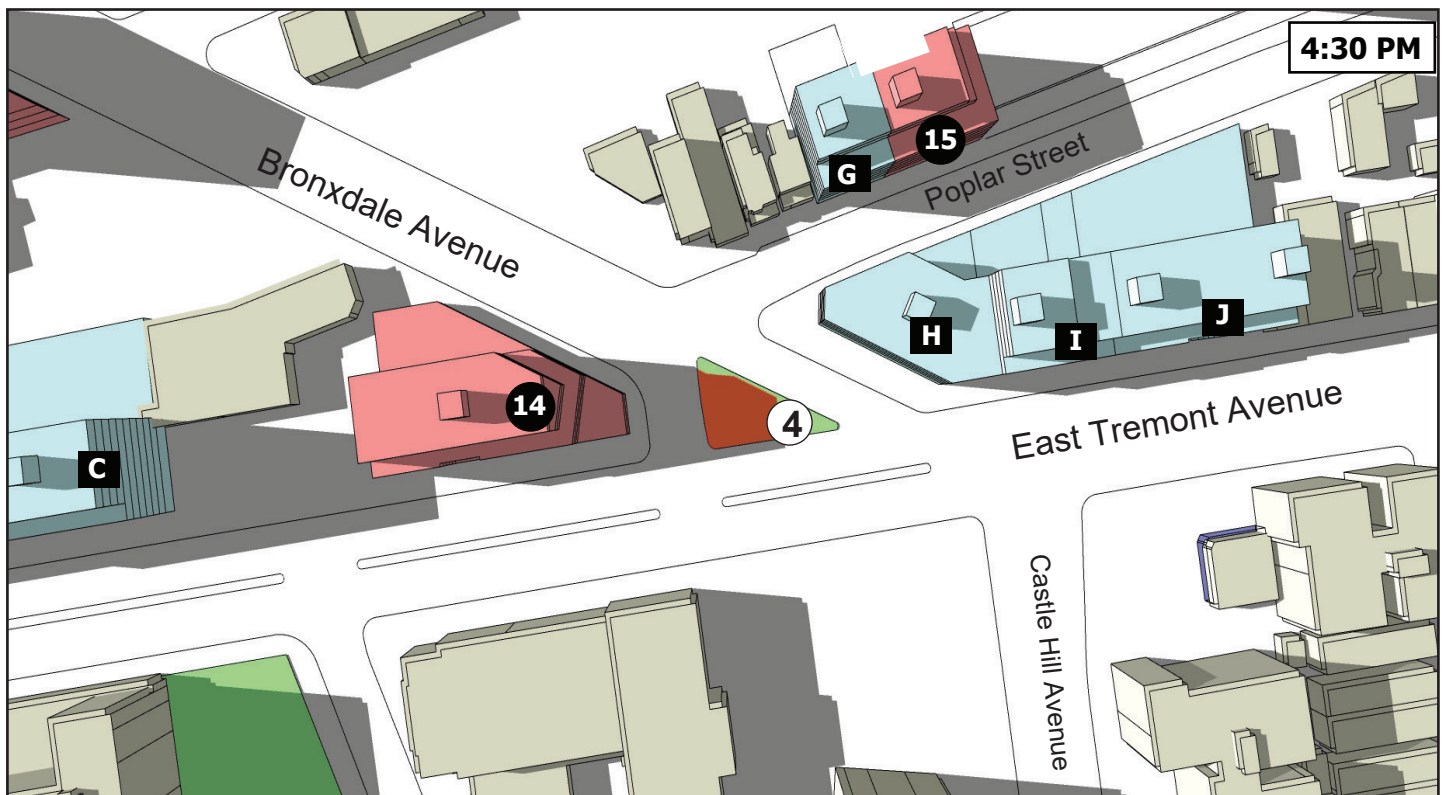 4:30 PM
Bronxdale Avenue
15
G
Poplar Street
H
I
J
14
4
C
East Tremont Avenue
Castle Hill Avenue